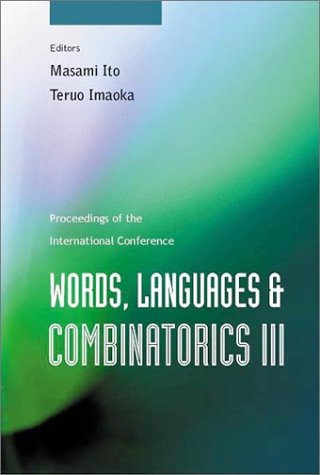 Editors
Masami Ito
Teruo Imaoka
Proceedings of the
International Conference
WORDS, LANGUAGES &
COMBINATORICS III